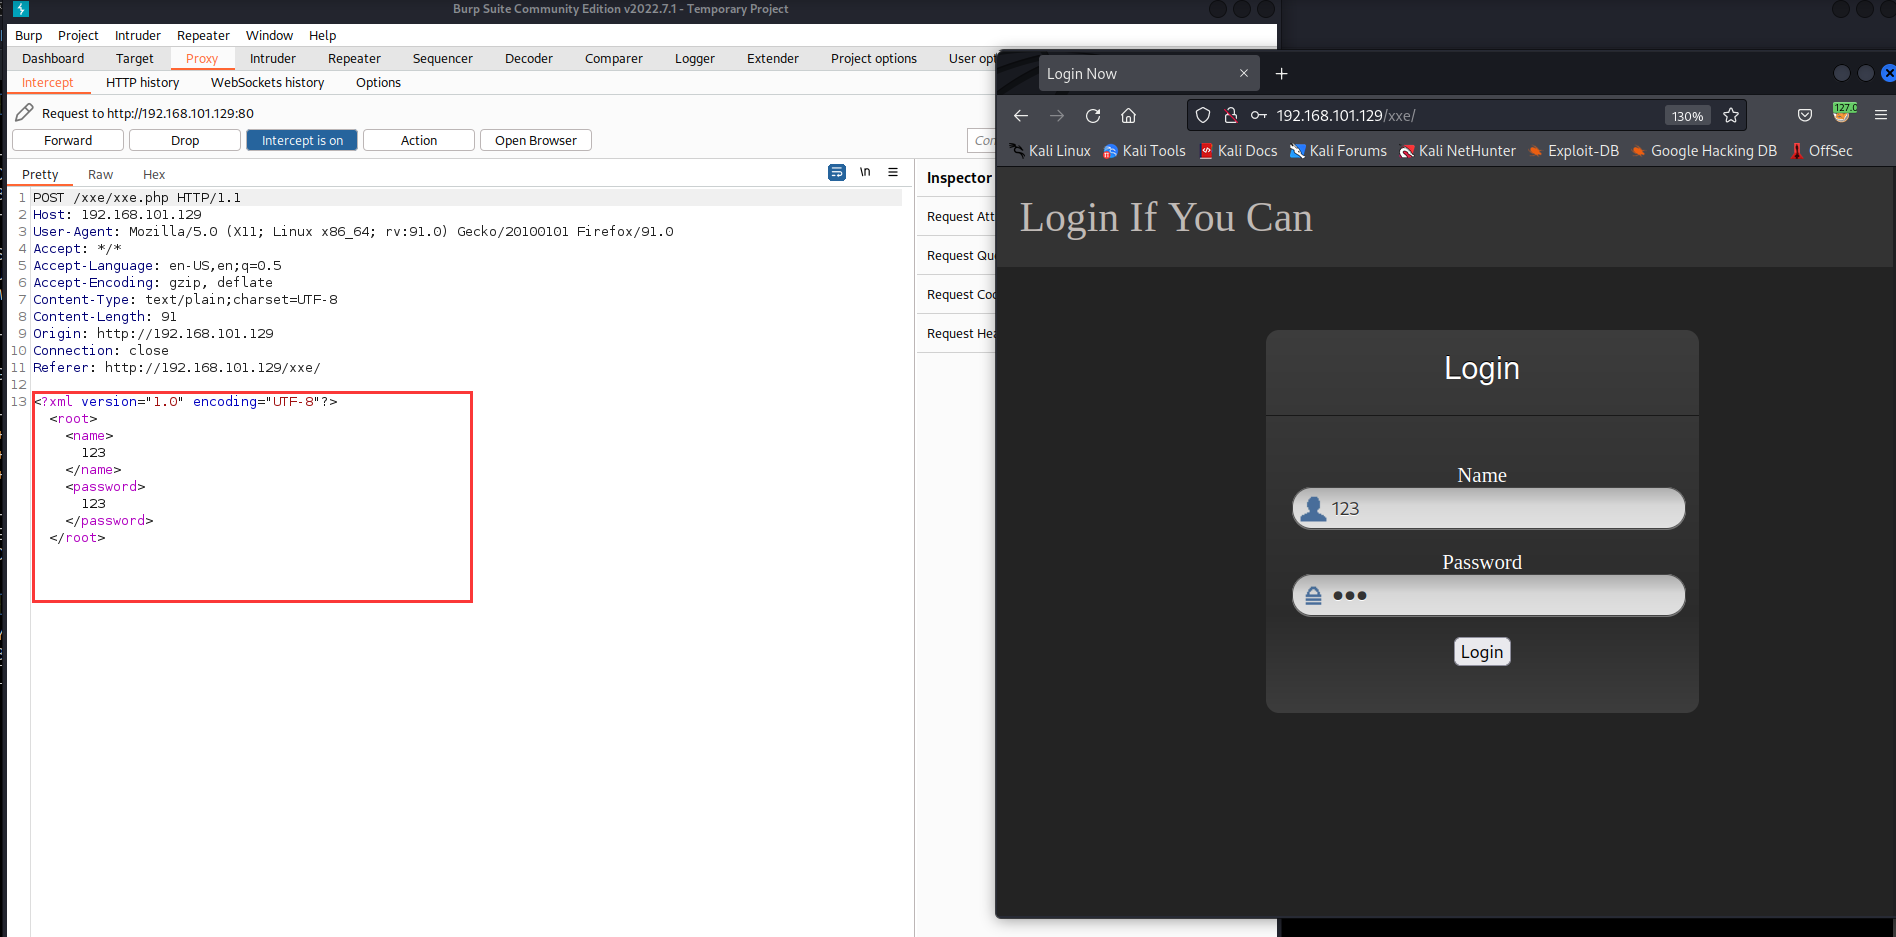 Burp Suite Community Edition v2022.7.1 - Temporary Project
Burp Project Intruder Repeater Window Help
Dashboard Target Proxy Intruder Repeater Sequencer Decoder Comparer Logger Extender Project options User opt
Intercept HTTP history WebSockets history Options
Request to http://192.168.101.129:80
Forward Drop Intercept is on Action Open Browser
Pretty Raw Hex
\n
1 POST /xxe/xxe.php HTTP/1.1
2 Host: 192.168.101.129
3 User-Agent: Mozilla/5.0 (X11; Linux x86_64; rv:91.0) Gecko/20100101 Firefox/91.0
4 Accept: */*
5 Accept-Language: en-US,en;q=0.5
6 Accept-Encoding: gzip, deflate
7 Content-Type: text/plain;charset=UTF-8
8 Content-Length: 91
9 Origin: http://192.168.101.129
10 Connection: close
11 Referer: http://192.168.101.129/xxe/
12
13 <?xml version="1.0" encoding="UTF-8"?>
<root>
<name>
123
</name>
<password>
123
</password>
</root>
Inspector
Request Att
Request Que
Request Coo
Request Hea
Login Now
192.168.101.129/xxe/ 130%
127.0
Kali Linux Kali Tools Kali Docs Kali Forums Kali NetHunter Exploit-DB Google Hacking DB OffSec
Login If You Can
Login
Name
123
Password
Login